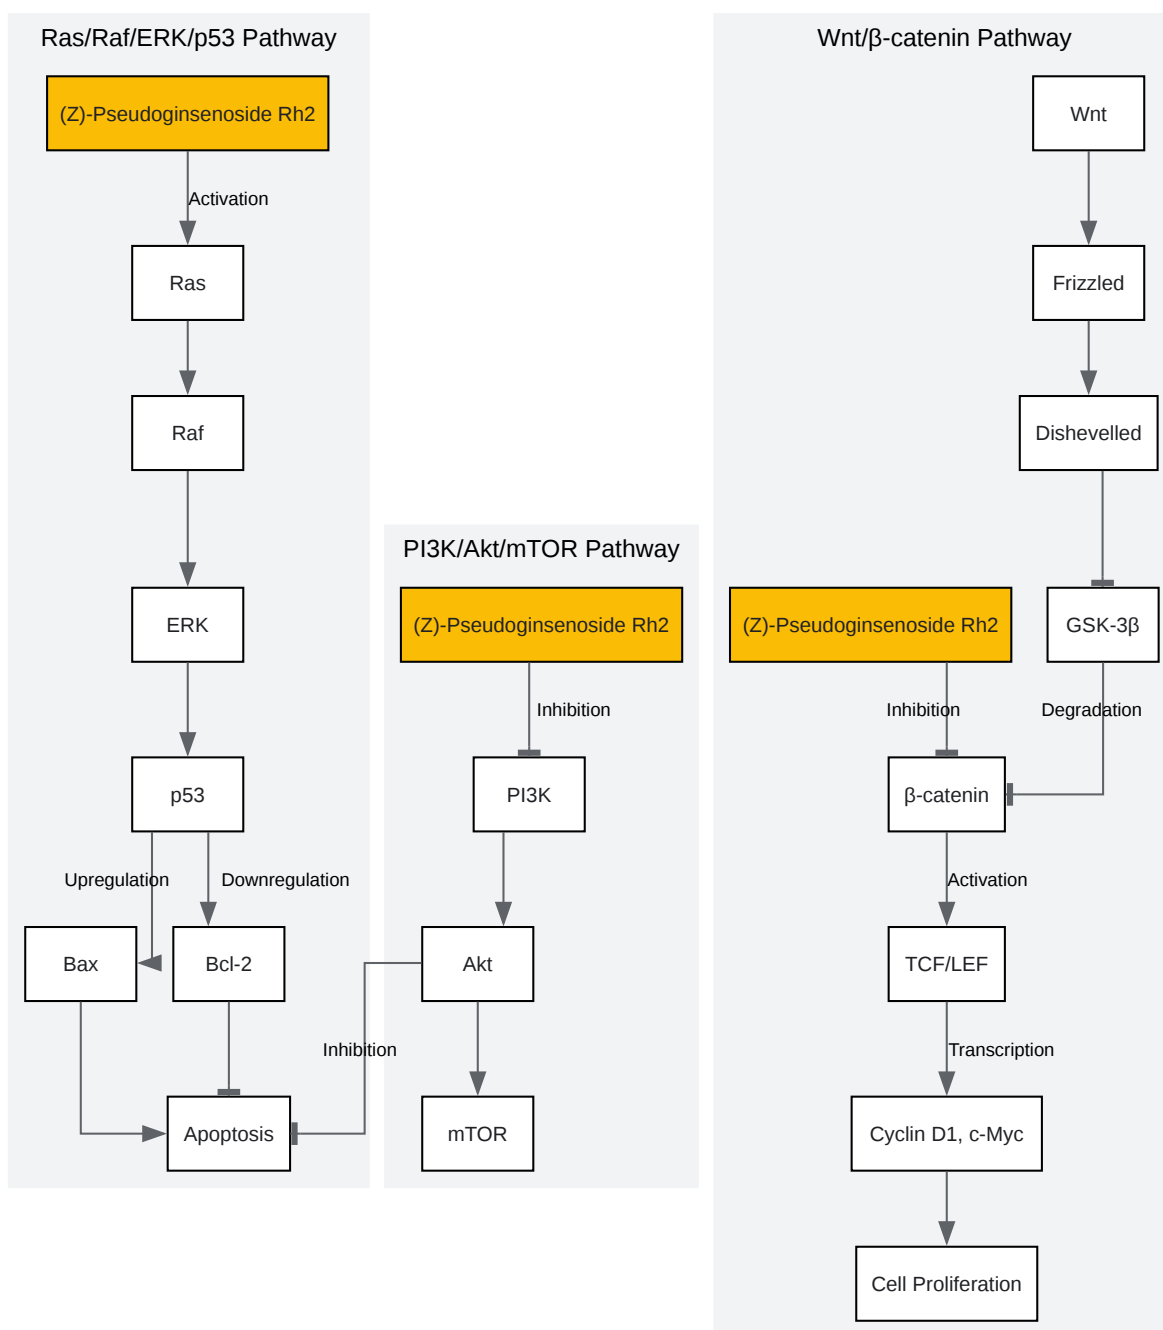 Ras/Raf/ERK/p53 Pathway
(Z)-Pseudoginsenoside Rh2
Activation
Ras
Raf
ERK
p53
Upregulation
Downregulation
Bax
Bcl-2
Apoptosis
PI3K/Akt/mTOR Pathway
(Z)-Pseudoginsenoside Rh2
Inhibition
PI3K
Akt
Inhibition
mTOR
Wnt/β-catenin Pathway
Wnt
Frizzled
Dishevelled
(Z)-Pseudoginsenoside Rh2
GSK-3β
Inhibition
Degradation
β-catenin
Activation
TCF/LEF
Transcription
Cyclin D1, c-Myc
Cell Proliferation